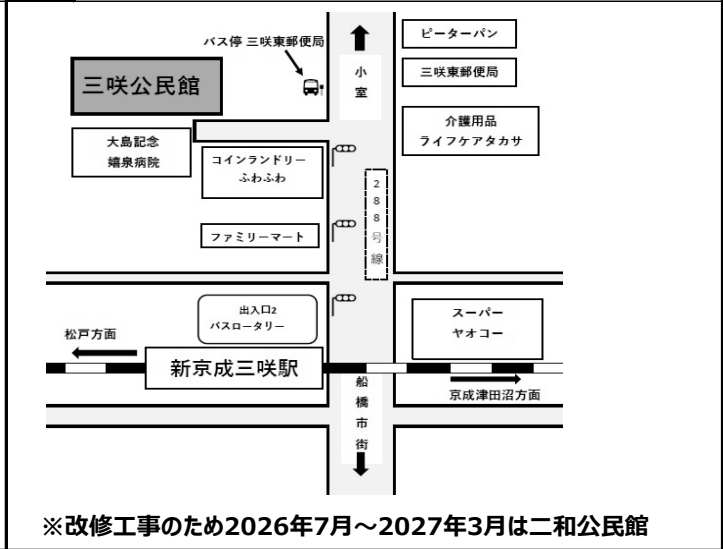 バス停 三咲東郵便局
小室
ピーターパン
三咲東郵便局
三咲公民館
介護用品
ライフケアタカサ
大島記念
嬉泉病院
コインランドリー
ふわふわ
288号線
ファミリーマート
出入口2
バスロータリー
スーパー
ヤオコー
松戸方面
新京成三咲駅
京成津田沼方面
船橋市街
※改修工事のため2026年7月～2027年3月は二和公民館